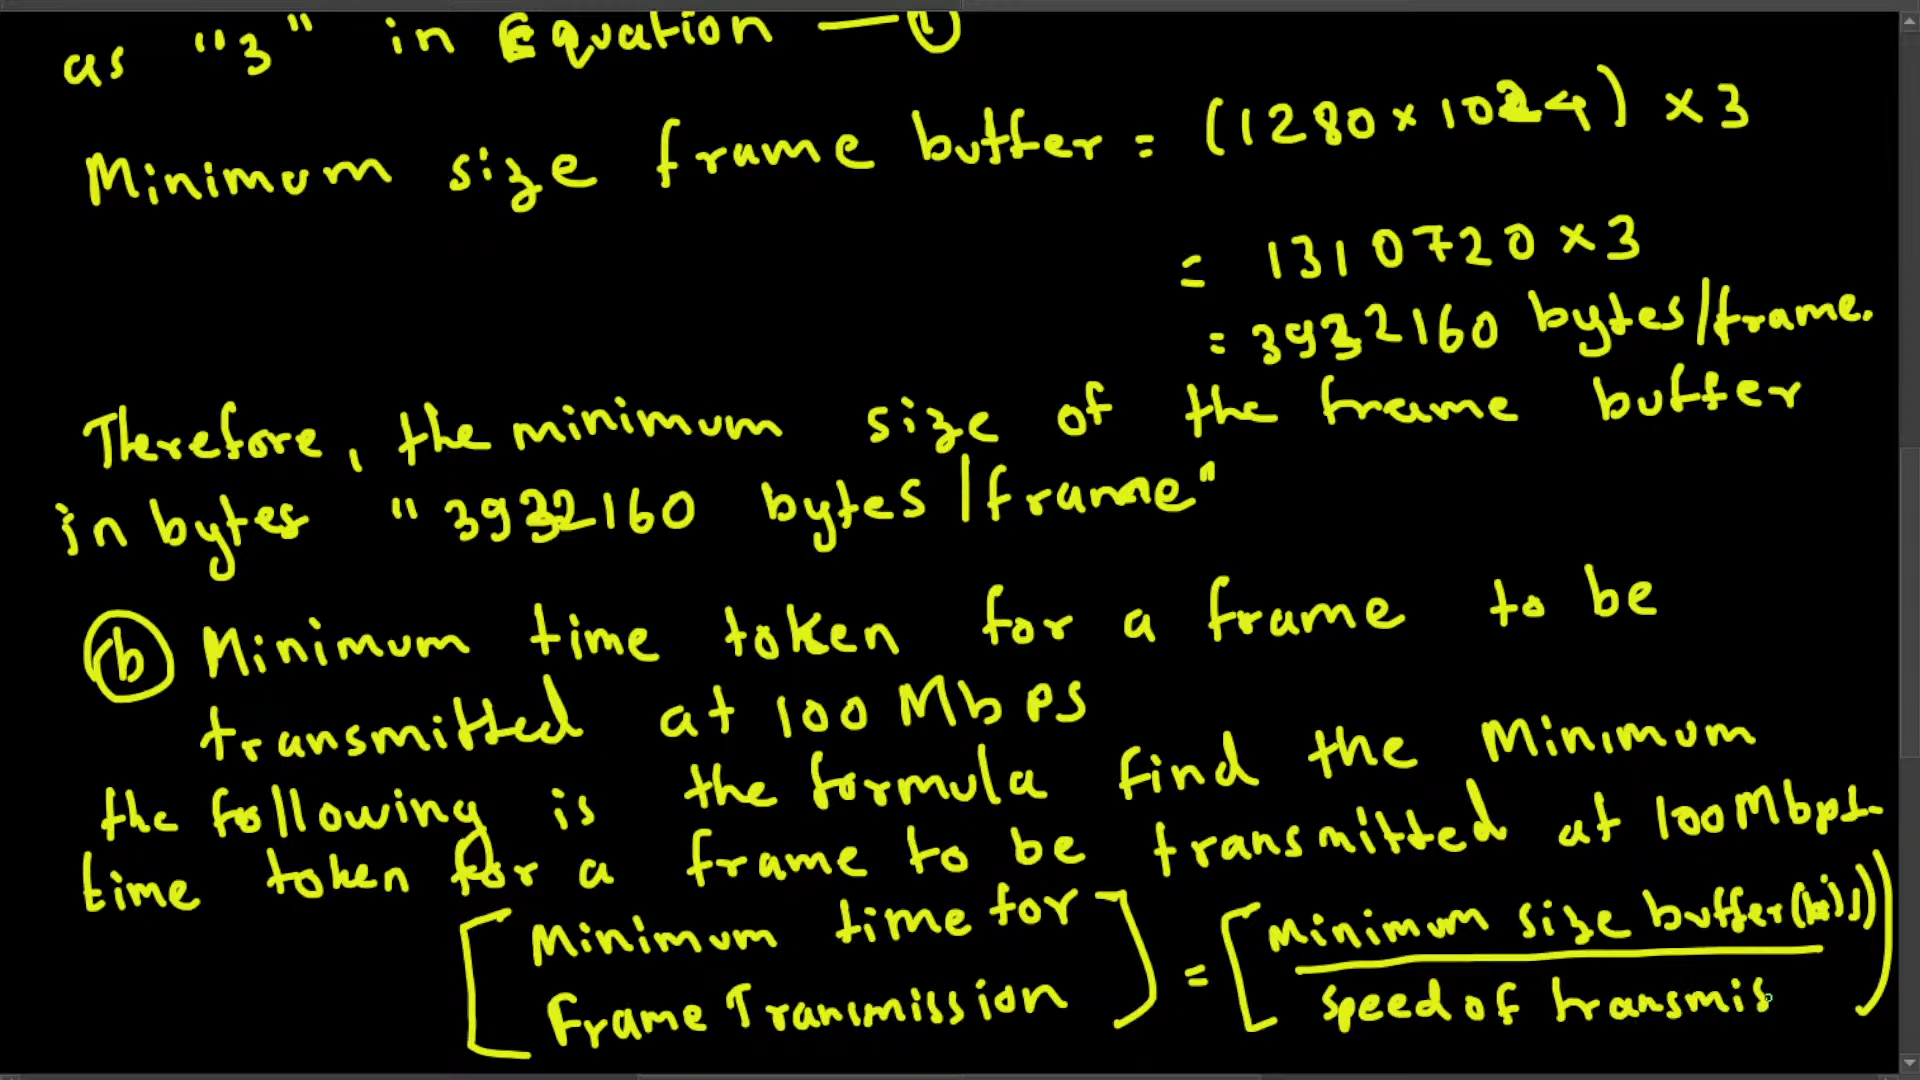 as "3" in Equation — ①
Minimum size frame buffer = (1280 × 1024) × 3
= 1310720 × 3
= 3932160 bytes/frame.
Therefore, the minimum size of the frame buffer
in bytes "3932160 bytes/frame"
ⓑ Minimum time token for a frame to be
transmitted at 100 Mbps
the following is the formula find the Minimum
time token for a frame to be transmitted at 100Mbps.
[Minimum time for Frame Transmission] = [Minimum size buffer(bits)
speed of transmis